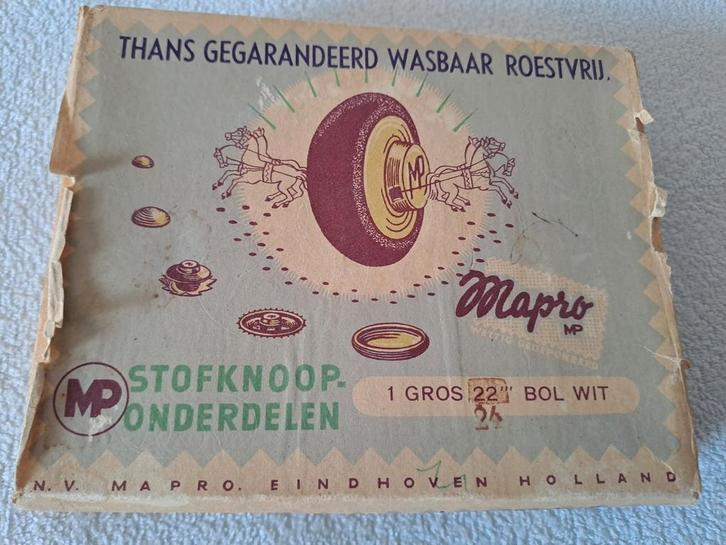 THANS GEGARANDEERD WASBAAR ROESTVRIJ.
MP
Mapro
MP
MP
STOFKNOOP-
ONDERDELEN
1 GROS 22''' BOL WIT
24
N.V. MAPRO. EINDHOVEN HOLLAND